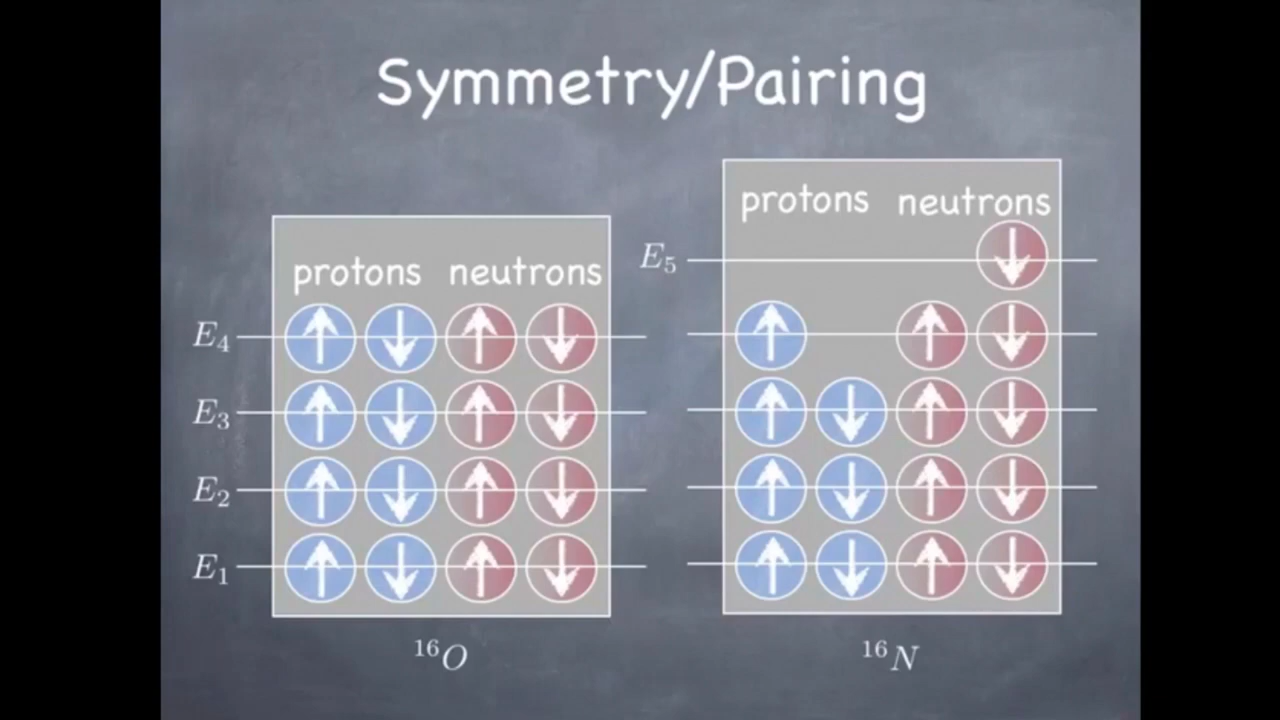 Symmetry/Pairing
protons neutrons
E₄
E₃
E₂
E₁
¹⁶O
protons neutrons
E₅
¹⁶N